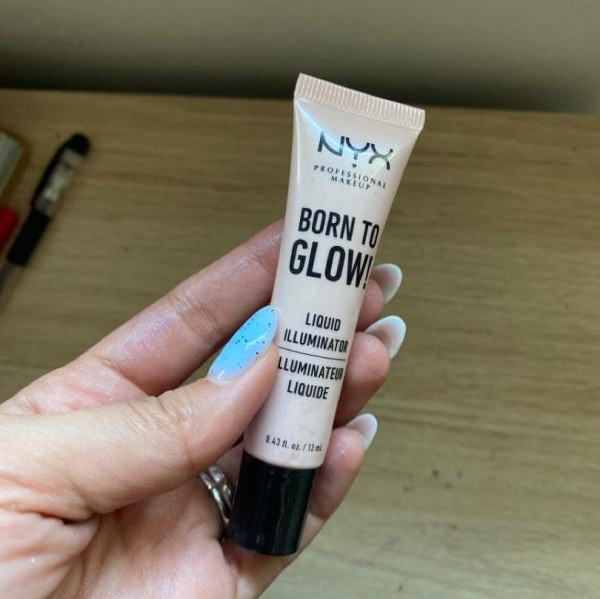 NYX
PROFESSIONAL
MAKEUP
BORN TO
GLOW!
LIQUID
ILLUMINATOR
ILLUMINATEUR
LIQUIDE
0.43 fl. oz. / 13 mL